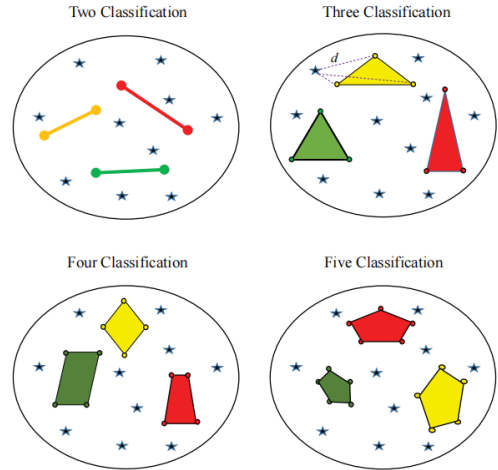 Two Classification
Three Classification
d
Four Classification
Five Classification